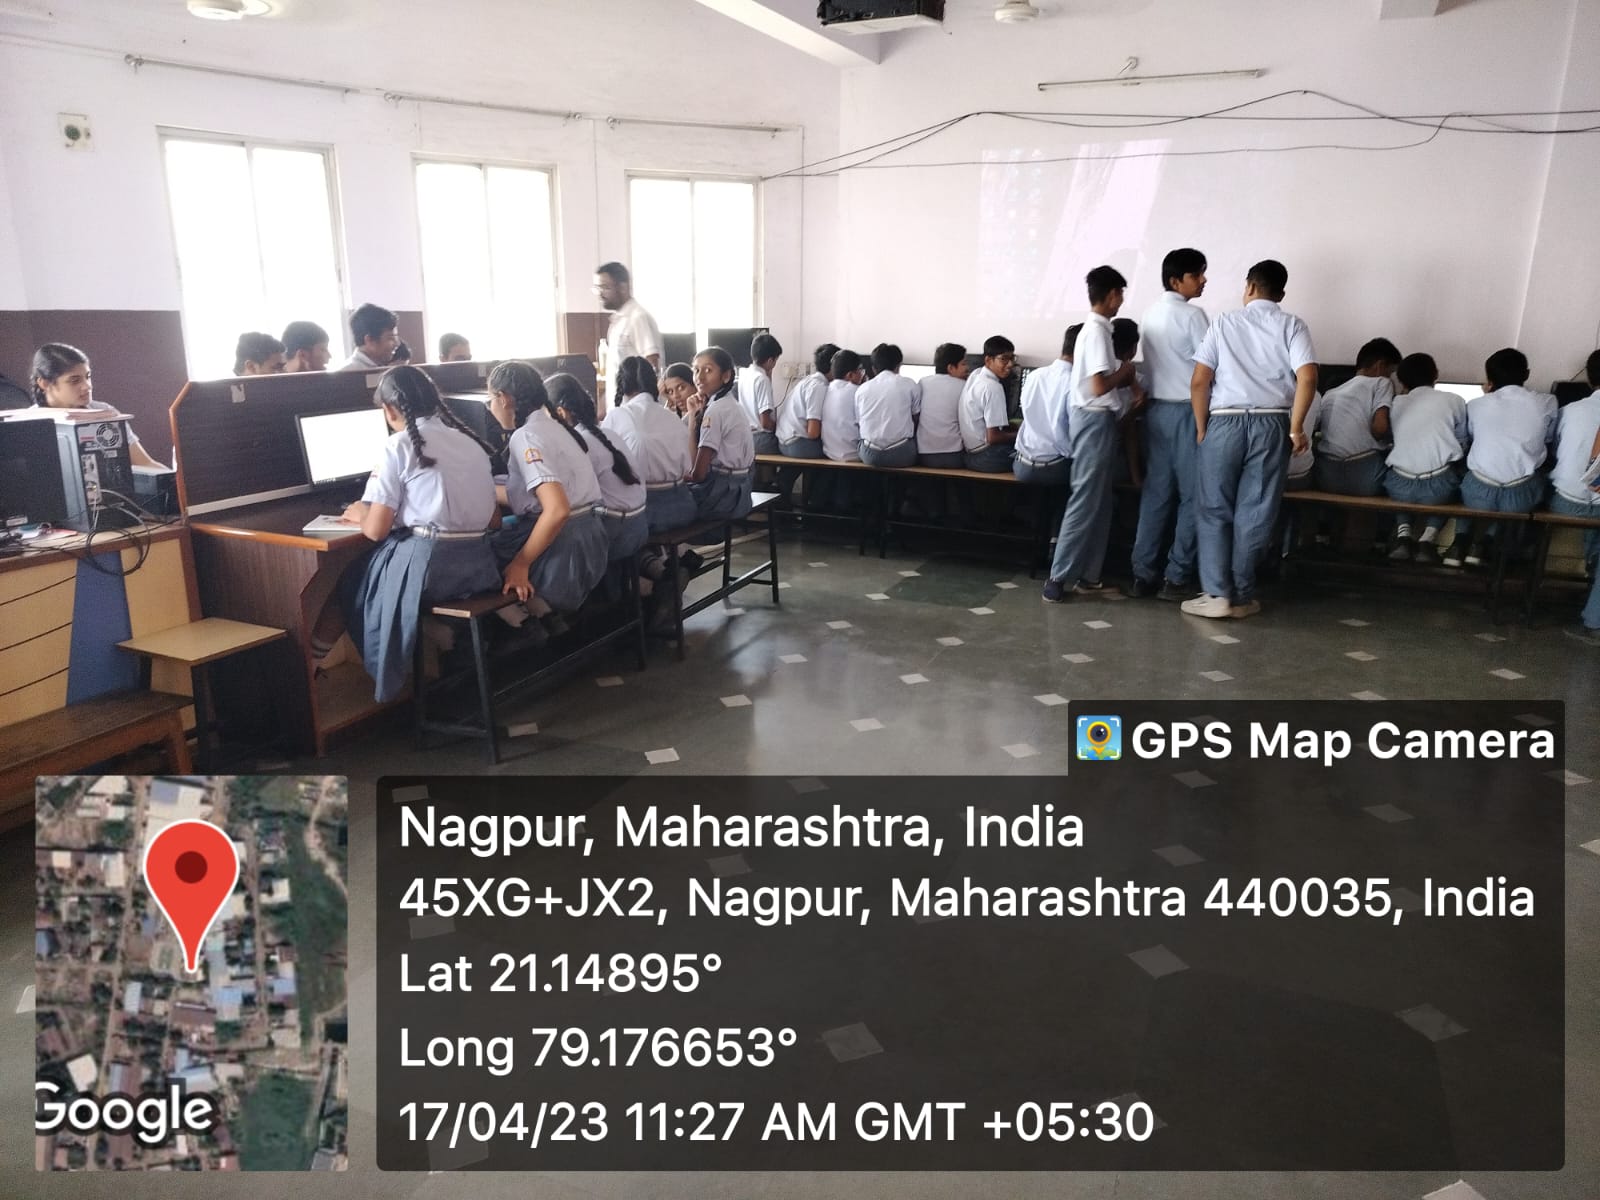 GPS Map Camera
Nagpur, Maharashtra, India
45XG+JX2, Nagpur, Maharashtra 440035, India
Lat 21.14895°
Long 79.176653°
17/04/23 11:27 AM GMT +05:30
Google